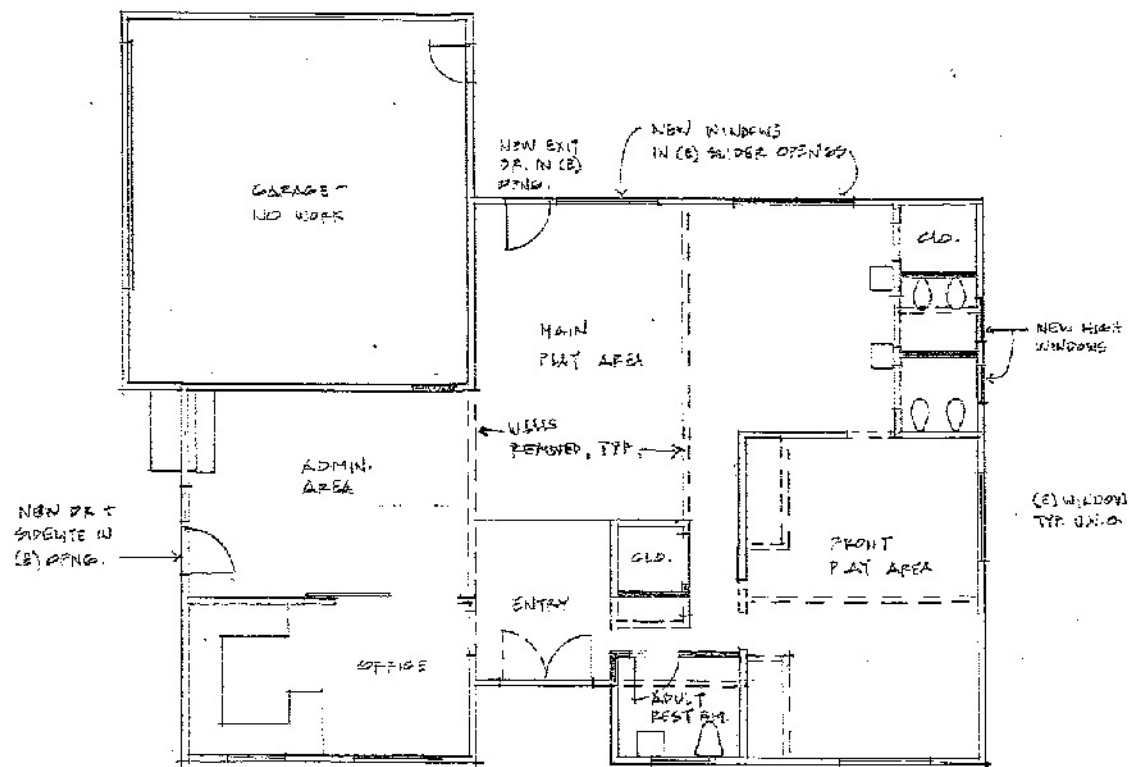 GARAGE -
NO WORK
NEW EXIT
DR. IN (E)
OPNG.
NEW WINDOWS
IN (E) SLIDER OPENINGS
CLO.
NEW HIGH
WINDOWS
MAIN
PLAY AREA
WALLS
REMOVED, TYP.
ADMIN.
AREA
NEW DR +
SIDELITE IN
(E) OPNG.
(E) WINDOW
TYP. U.N.O.
FRONT
PLAY AREA
CLO.
ENTRY
OFFICE
ADULT
REST RM.